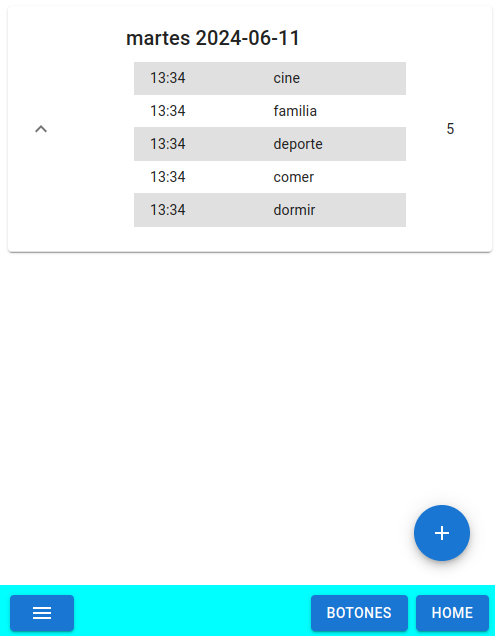 martes 2024-06-11
13:34 cine
13:34 familia
13:34 deporte
5
13:34 comer
13:34 dormir
BOTONES HOME